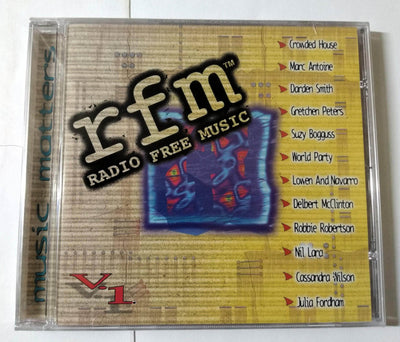 music matters
rfm™
RADIO FREE MUSIC
V.1
Crowded House
Marc Antoine
Darden Smith
Gretchen Peters
Suzy Bogguss
World Party
Lowen And Navarro
Delbert McClinton
Robbie Robertson
Nil Lara
Cassandra Wilson
Julia Fordham